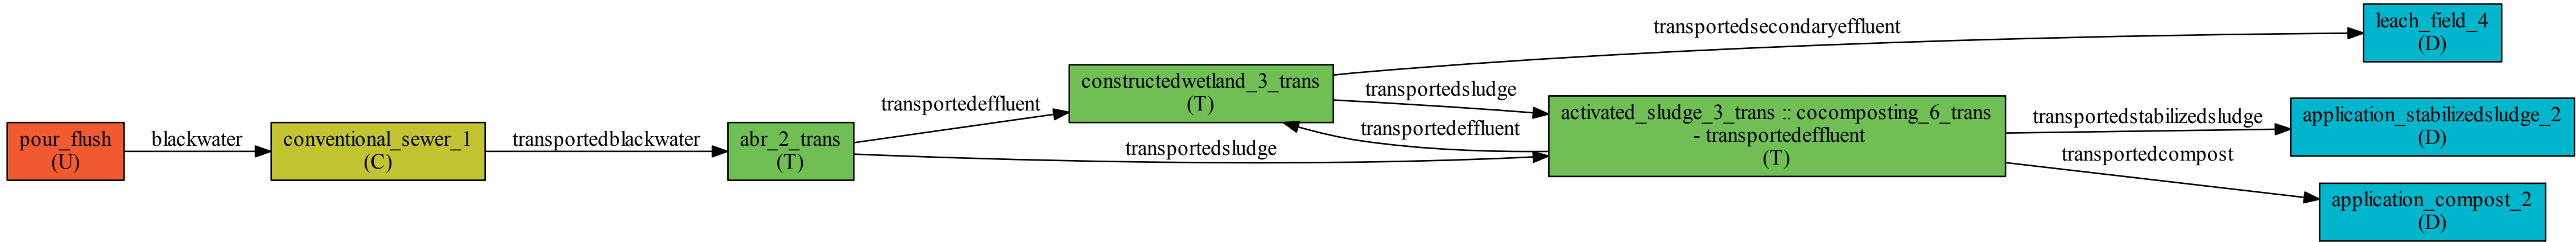 pour_flush
(U)
blackwater
conventional_sewer_1
(C)
transportedblackwater
abr_2_trans
(T)
transportedeffluent
transportedsludge
constructedwetland_3_trans
(T)
transportedsecondaryeffluent
transportedsludge
transportedeffluent
activated_sludge_3_trans :: cocomposting_6_trans
- transportedeffluent
(T)
transportedstabilizedsludge
transportedcompost
leach_field_4
(D)
application_stabilizedsludge_2
(D)
application_compost_2
(D)